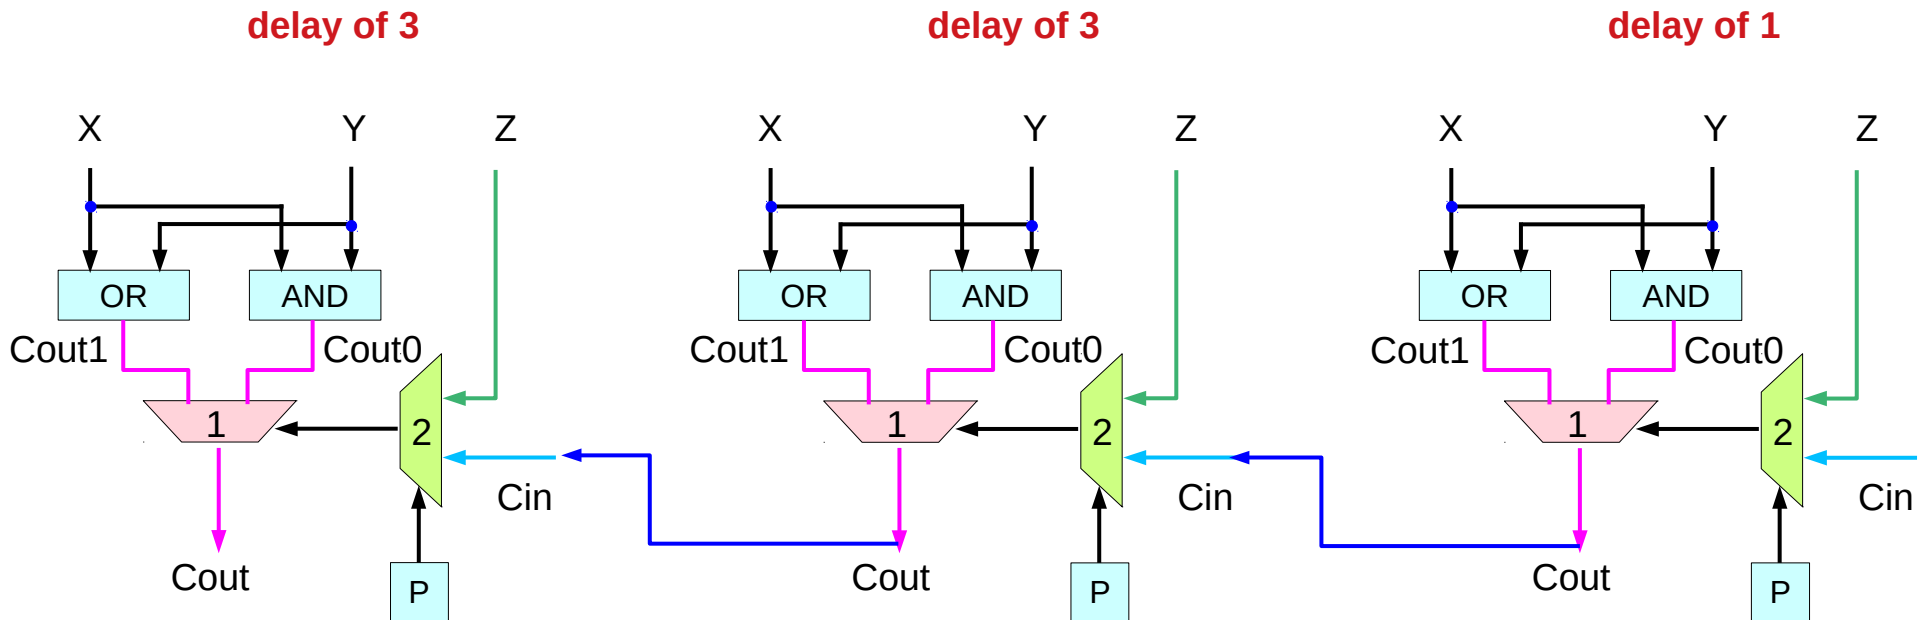 delay of 3 delay of 3 delay of 1
X Y Z X Y Z X Y Z
OR AND OR AND OR AND
Cout1 Cout0 Cout1 Cout0 Cout1 Cout0
1 2 1 2 1 2
Cin Cin Cin
Cout P Cout P Cout P